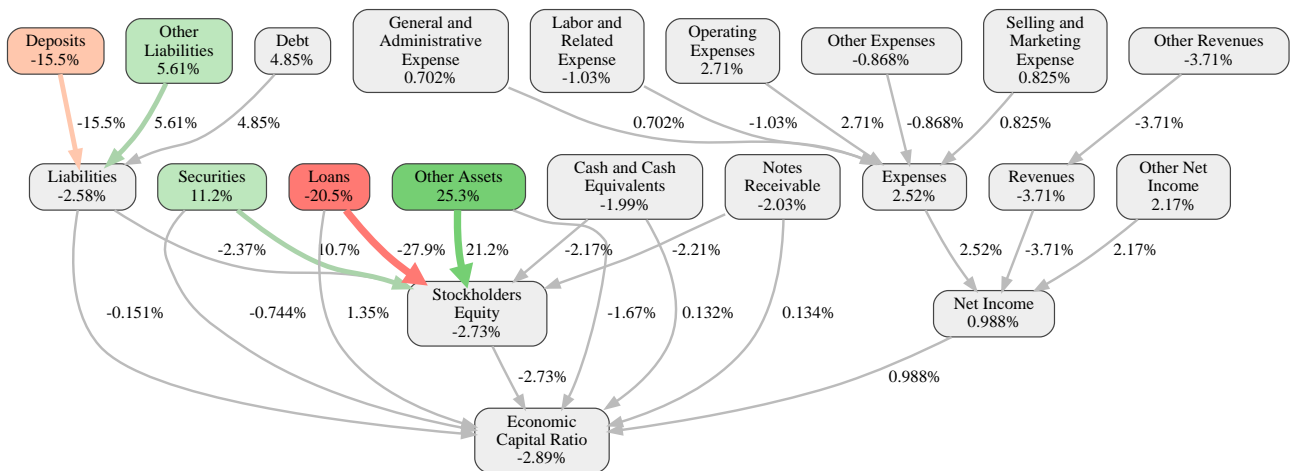 Deposits
-15.5%
Other
Liabilities
5.61%
Debt
4.85%
General and
Administrative
Expense
0.702%
Labor and
Related
Expense
-1.03%
Operating
Expenses
2.71%
Other Expenses
-0.868%
Selling and
Marketing
Expense
0.825%
Other Revenues
-3.71%
-15.5%
5.61%
4.85%
0.702%
-1.03%
2.71%
-0.868%
0.825%
-3.71%
Liabilities
-2.58%
Securities
11.2%
Loans
-20.5%
Other Assets
25.3%
Cash and Cash
Equivalents
-1.99%
Notes
Receivable
-2.03%
Expenses
2.52%
Revenues
-3.71%
Other Net
Income
2.17%
-2.37%
10.7%
-27.9%
21.2%
-2.17%
-2.21%
2.52%
-3.71%
2.17%
-0.151%
-0.744%
1.35%
Stockholders
Equity
-2.73%
-1.67%
0.132%
0.134%
Net Income
0.988%
-2.73%
0.988%
Economic
Capital Ratio
-2.89%